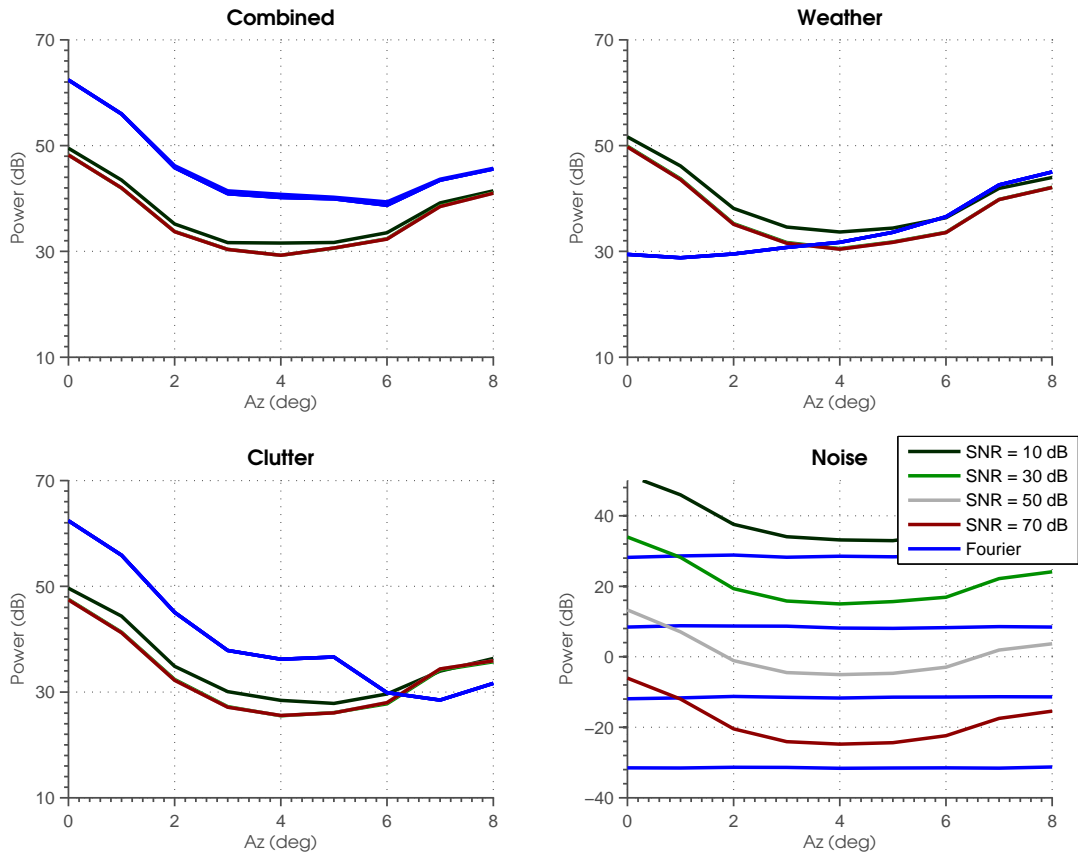 Combined
70
50
30
10
Power (dB)
0 2 4 6 8
Az (deg)
Weather
70
50
30
10
Power (dB)
0 2 4 6 8
Az (deg)
Clutter
70
50
30
10
Power (dB)
0 2 4 6 8
Az (deg)
Noise
40
20
0
−20
−40
Power (dB)
0 2 4 6 8
Az (deg)
SNR = 10 dB
SNR = 30 dB
SNR = 50 dB
SNR = 70 dB
Fourier